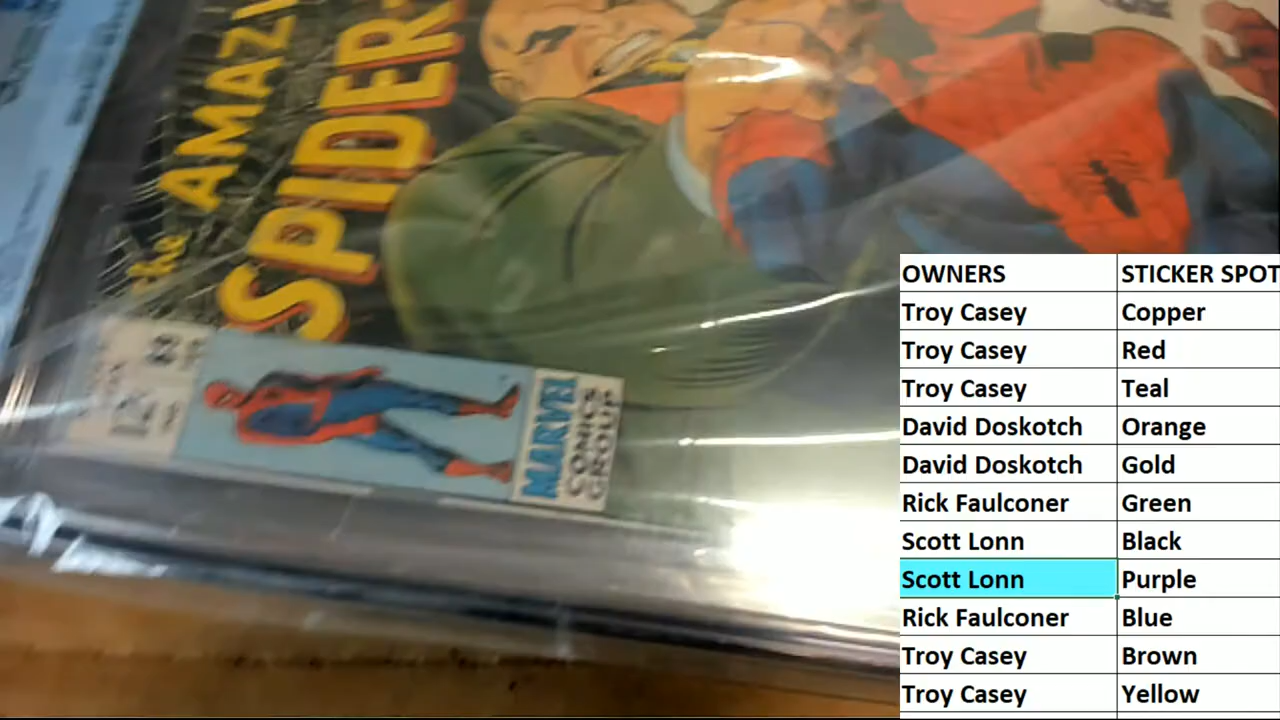 the AMAZI
SPIDER-
12¢
MARVEL
COMICS
GROUP
OWNERS STICKER SPOT
Troy Casey Copper
Troy Casey Red
Troy Casey Teal
David Doskotch Orange
David Doskotch Gold
Rick Faulconer Green
Scott Lonn Black
Scott Lonn Purple
Rick Faulconer Blue
Troy Casey Brown
Troy Casey Yellow